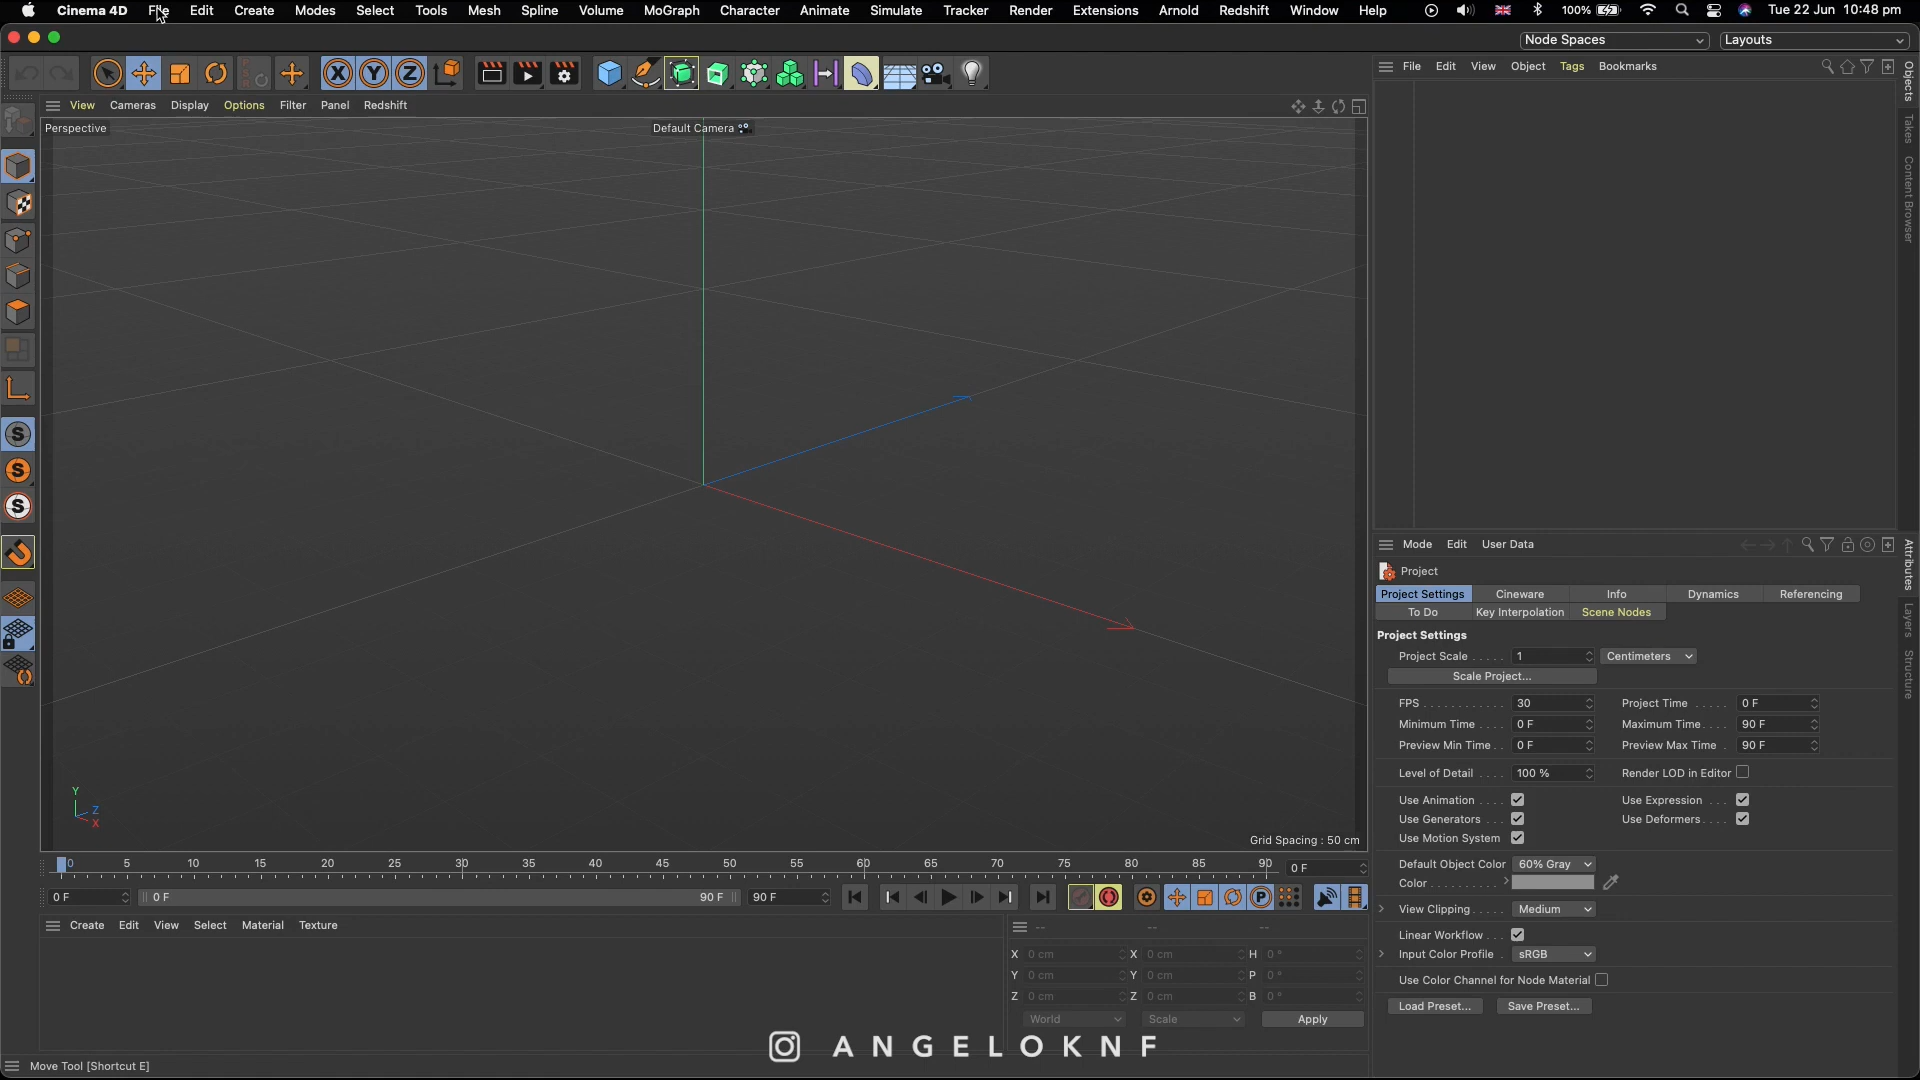 Cinema 4D File Edit Create Modes Select Tools Mesh Spline Volume MoGraph Character Animate Simulate Tracker Render Extensions Arnold Redshift Window Help 100% Tue 22 Jun 10:48 pm
Node Spaces Layouts
X Y Z
File Edit View Object Tags Bookmarks
View Cameras Display Options Filter Panel Redshift
Perspective
Default Camera
Objects
Takes
Content Browser
S
S
S
Y
Z
X
Grid Spacing : 50 cm
Mode Edit User Data
Project
Project Settings Cineware Info Dynamics Referencing
To Do Key Interpolation Scene Nodes
Project Settings
Project Scale 1 Centimeters
Scale Project...
FPS 30 Project Time 0 F
Minimum Time 0 F Maximum Time 90 F
Preview Min Time 0 F Preview Max Time 90 F
Level of Detail 100 % Render LOD in Editor
Use Animation Use Expression
Use Generators Use Deformers
Use Motion System
Default Object Color 60% Gray
Color
View Clipping Medium
Linear Workflow
Input Color Profile sRGB
Use Color Channel for Node Material
Load Preset... Save Preset...
Attributes
Layers
Structure
0 5 10 15 20 25 30 35 40 45 50 55 60 65 70 75 80 85 90 0 F
0 F 0 F 90 F 90 F P
Create Edit View Select Material Texture
-- -- --
X 0 cm X 0 cm H 0 °
Y 0 cm Y 0 cm P 0 °
Z 0 cm Z 0 cm B 0 °
World Scale Apply
ANGELOKNF
Move Tool [Shortcut E]